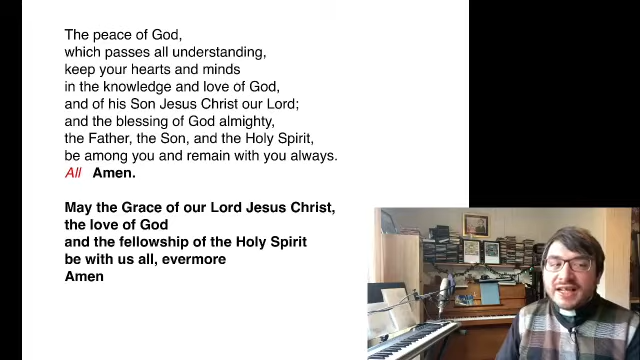 The peace of God,
which passes all understanding,
keep your hearts and minds
in the knowledge and love of God,
and of his Son Jesus Christ our Lord;
and the blessing of God almighty,
the Father, the Son, and the Holy Spirit,
be among you and remain with you always.
All Amen.
May the Grace of our Lord Jesus Christ,
the love of God
and the fellowship of the Holy Spirit
be with us all, evermore
Amen